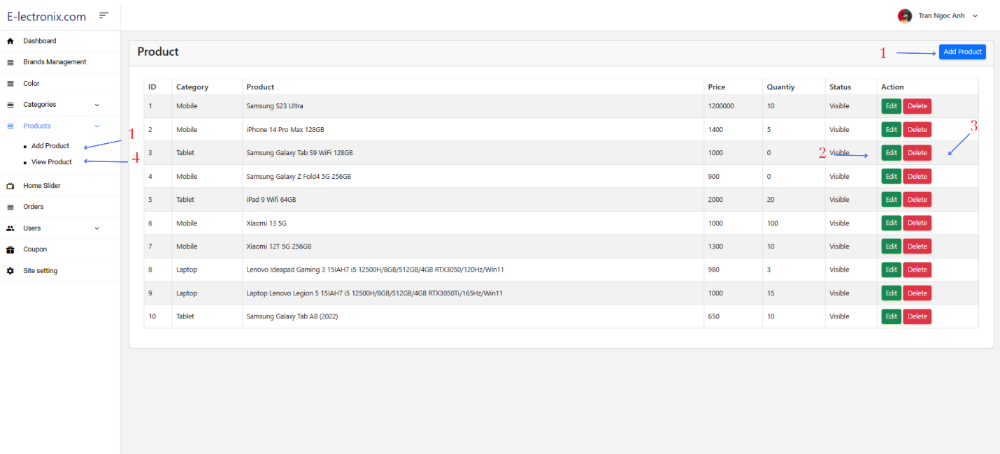 E-lectronix.com
Tran Ngoc Anh
Dashboard
Brands Management
Color
Categories
Products
Add Product
View Product
Home Slider
Orders
Users
Coupon
Site setting
1
4
Product
1
Add Product
ID Category Product Price Quantiy Status Action
1 Mobile Samsung S23 Ultra 1200000 10 Visible Edit Delete
2 Mobile iPhone 14 Pro Max 128GB 1400 5 Visible Edit Delete
3
3 Tablet Samsung Galaxy Tab S9 WiFi 128GB 1000 0 Visible Edit Delete
2
4 Mobile Samsung Galaxy Z Fold4 5G 256GB 900 0 Visible Edit Delete
5 Tablet iPad 9 Wifi 64GB 2000 20 Visible Edit Delete
6 Mobile Xiaomi 13 5G 1000 100 Visible Edit Delete
7 Mobile Xiaomi 12T 5G 256GB 1300 10 Visible Edit Delete
8 Laptop Lenovo Ideapad Gaming 3 15IAH7 i5 12500H/8GB/512GB/4GB RTX3050/120Hz/Win11 980 3 Visible Edit Delete
9 Laptop Laptop Lenovo Legion 5 15IAH7 i5 12500H/8GB/512GB/4GB RTX3050Ti/165Hz/Win11 1000 15 Visible Edit Delete
10 Tablet Samsung Galaxy Tab A8 (2022) 650 10 Visible Edit Delete